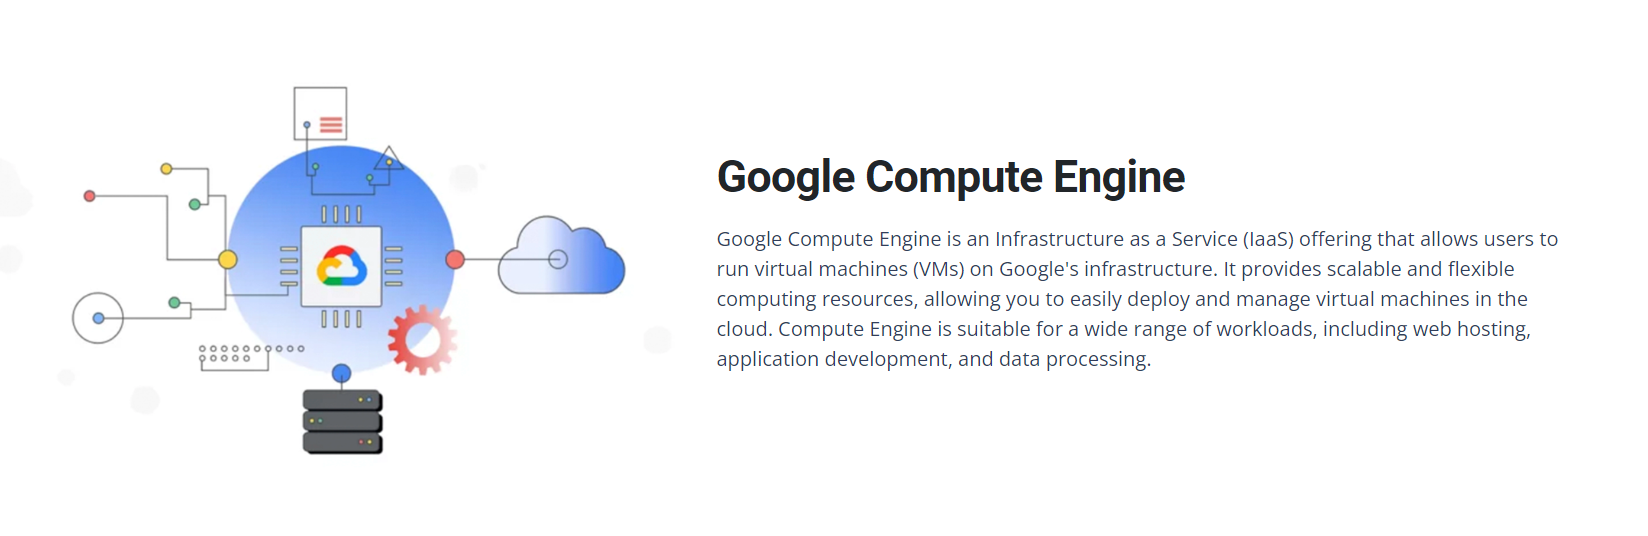 Google Compute Engine
Google Compute Engine is an Infrastructure as a Service (IaaS) offering that allows users to
run virtual machines (VMs) on Google's infrastructure. It provides scalable and flexible
computing resources, allowing you to easily deploy and manage virtual machines in the
cloud. Compute Engine is suitable for a wide range of workloads, including web hosting,
application development, and data processing.